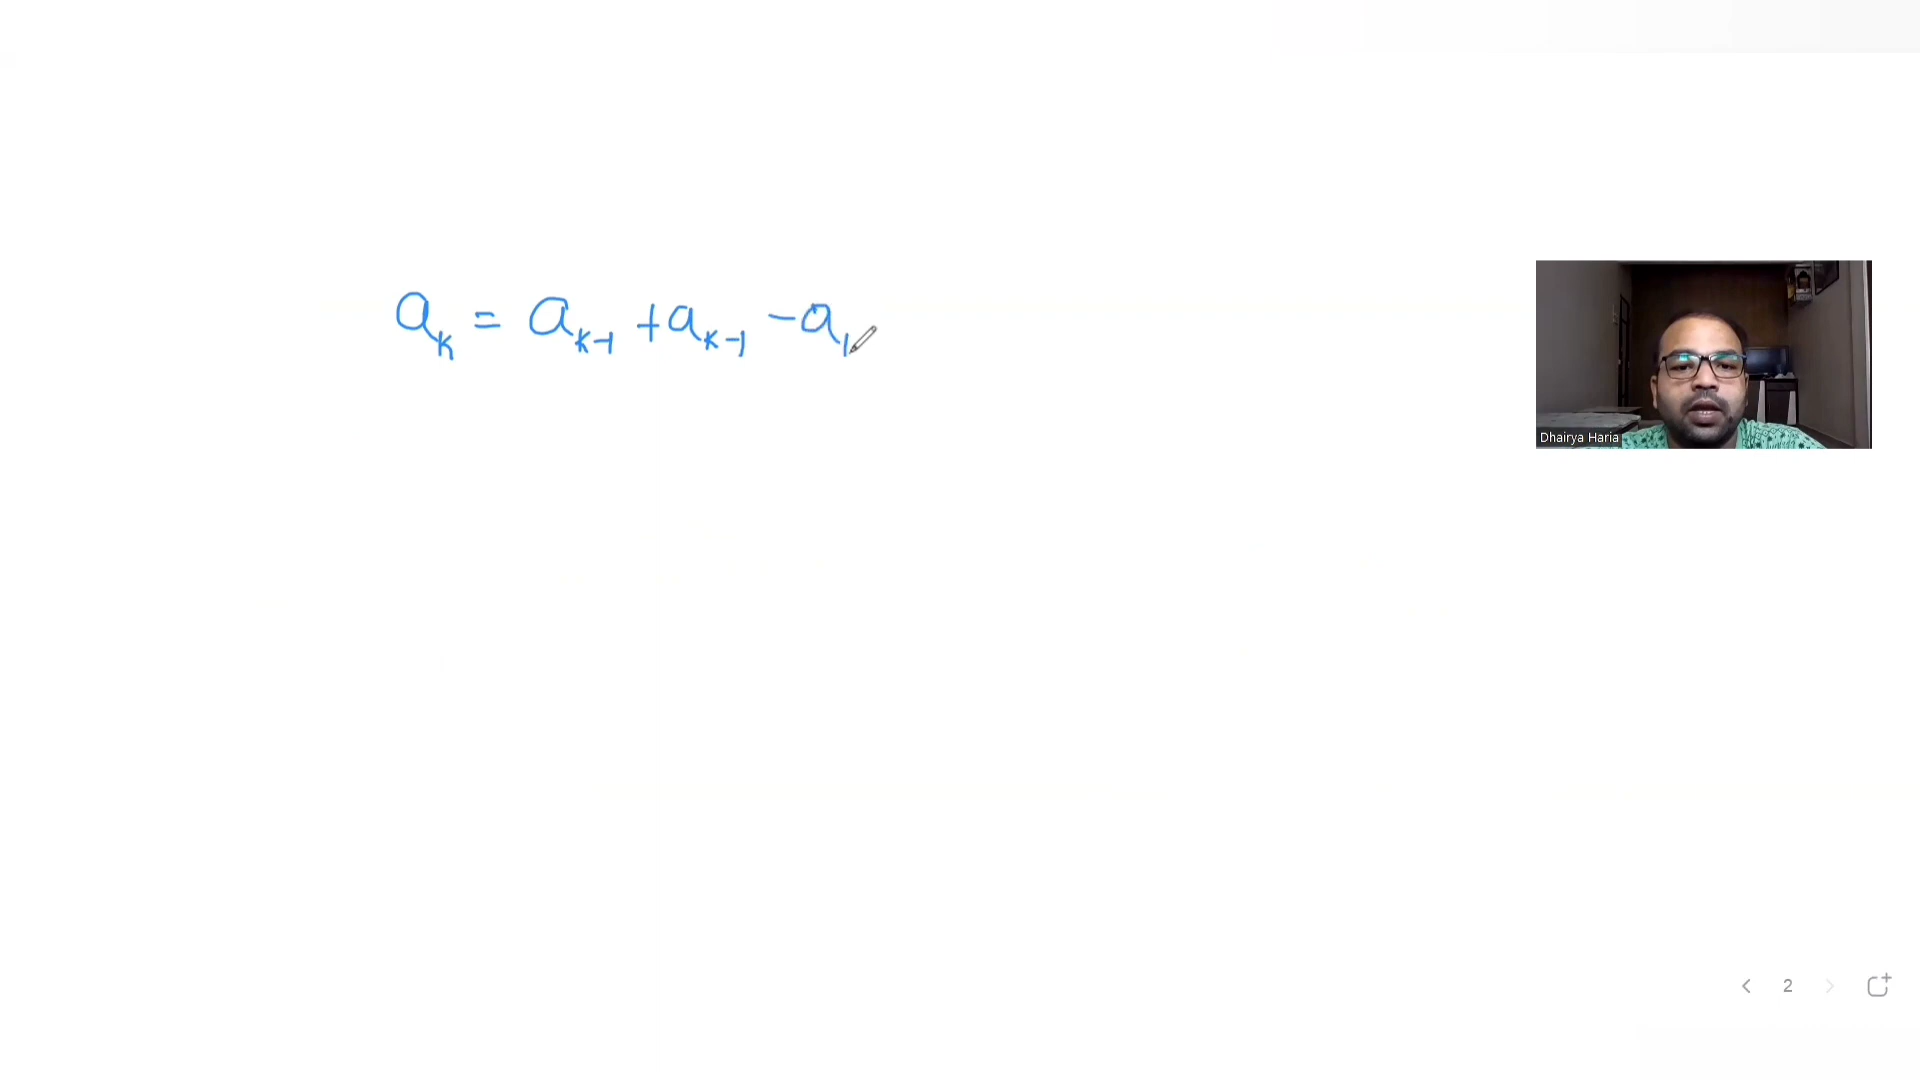 a_k = a_{k-1} + a_{k-1} - a_1
Dhairya Haria
2